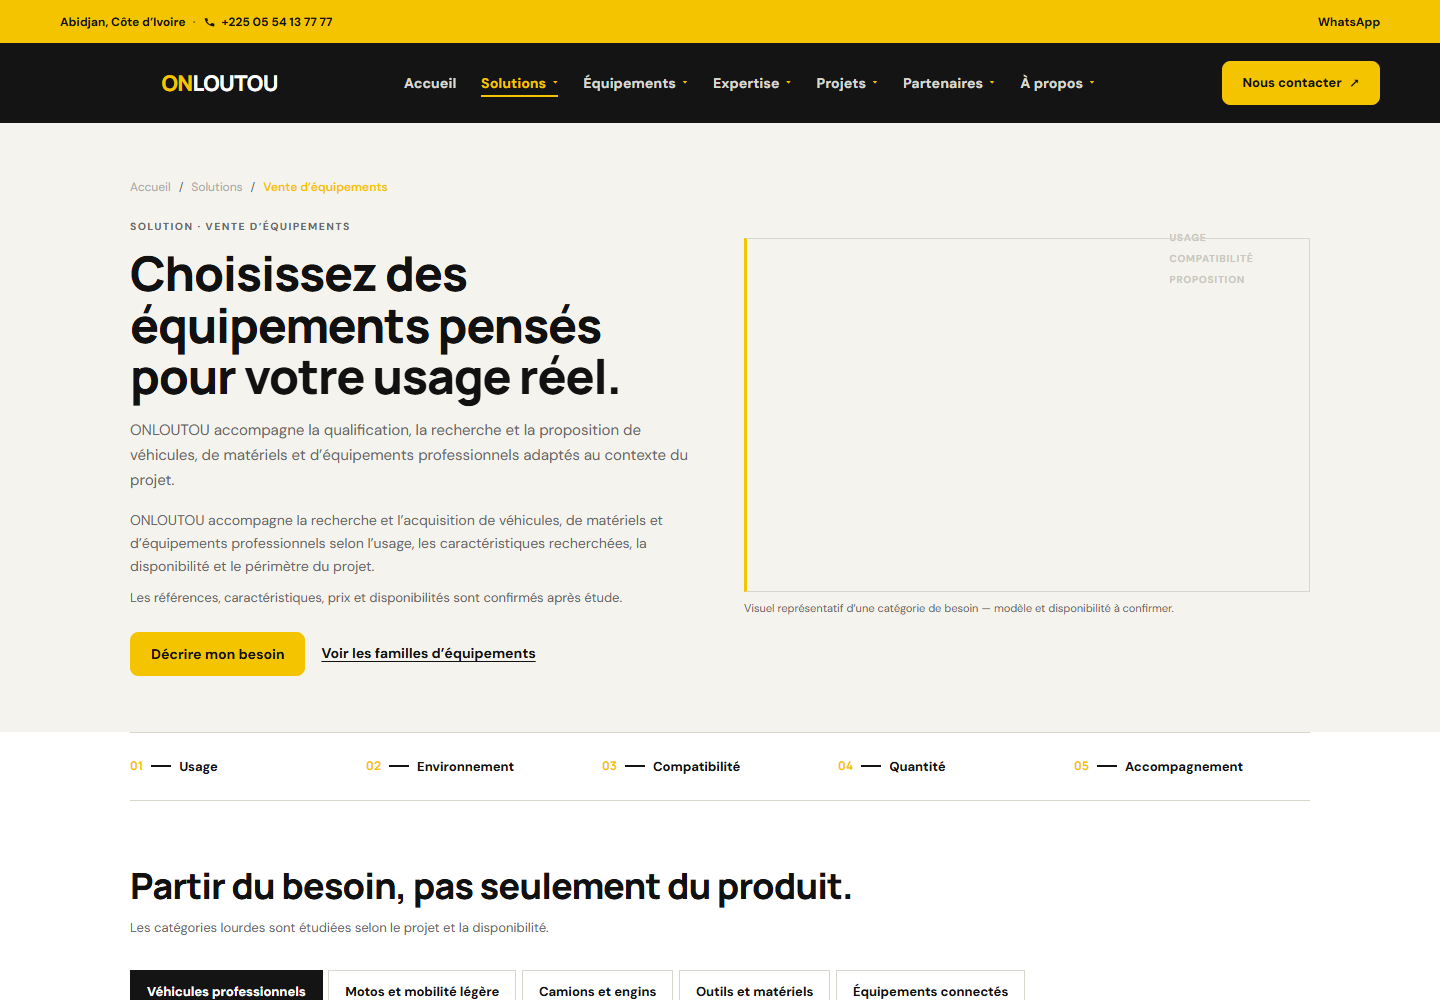 Abidjan, Côte d’Ivoire · +225 05 54 13 77 77
WhatsApp
ONLOUTOU
Accueil
Solutions
Équipements
Expertise
Projets
Partenaires
À propos
Nous contacter ↗
Accueil / Solutions / Vente d’équipements
SOLUTION · VENTE D’ÉQUIPEMENTS
Choisissez des
équipements pensés
pour votre usage réel.
ONLOUTOU accompagne la qualification, la recherche et la proposition de
véhicules, de matériels et d’équipements professionnels adaptés au contexte du
projet.
ONLOUTOU accompagne la recherche et l’acquisition de véhicules, de matériels et
d’équipements professionnels selon l’usage, les caractéristiques recherchées, la
disponibilité et le périmètre du projet.
Les références, caractéristiques, prix et disponibilités sont confirmés après étude.
Décrire mon besoin
Voir les familles d’équipements
USAGE
COMPATIBILITÉ
PROPOSITION
Visuel représentatif d’une catégorie de besoin — modèle et disponibilité à confirmer.
01 — Usage
02 — Environnement
03 — Compatibilité
04 — Quantité
05 — Accompagnement
Partir du besoin, pas seulement du produit.
Les catégories lourdes sont étudiées selon le projet et la disponibilité.
Véhicules professionnels
Motos et mobilité légère
Camions et engins
Outils et matériels
Équipements connectés